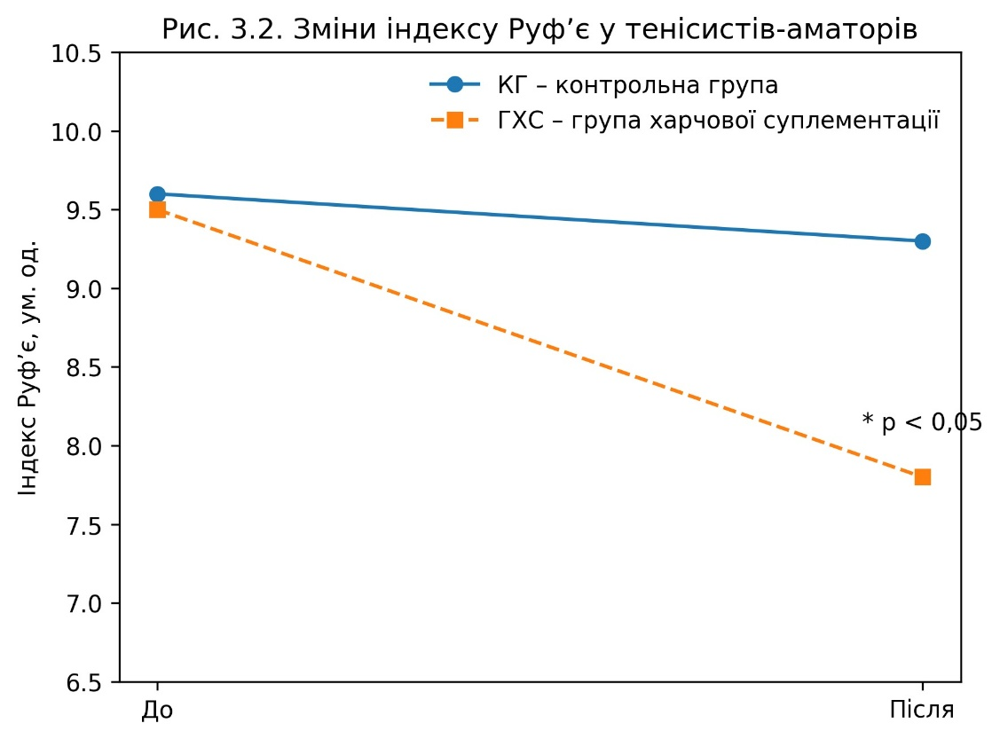 Рис. 3.2. Зміни індексу Руф’є у тенісистів-аматорів
КГ – контрольна група
ГХС – група харчової суплементації
Індекс Руф’є, ум. од.
10.5
10.0
9.5
9.0
8.5
8.0
7.5
7.0
6.5
* p < 0,05
До
Після